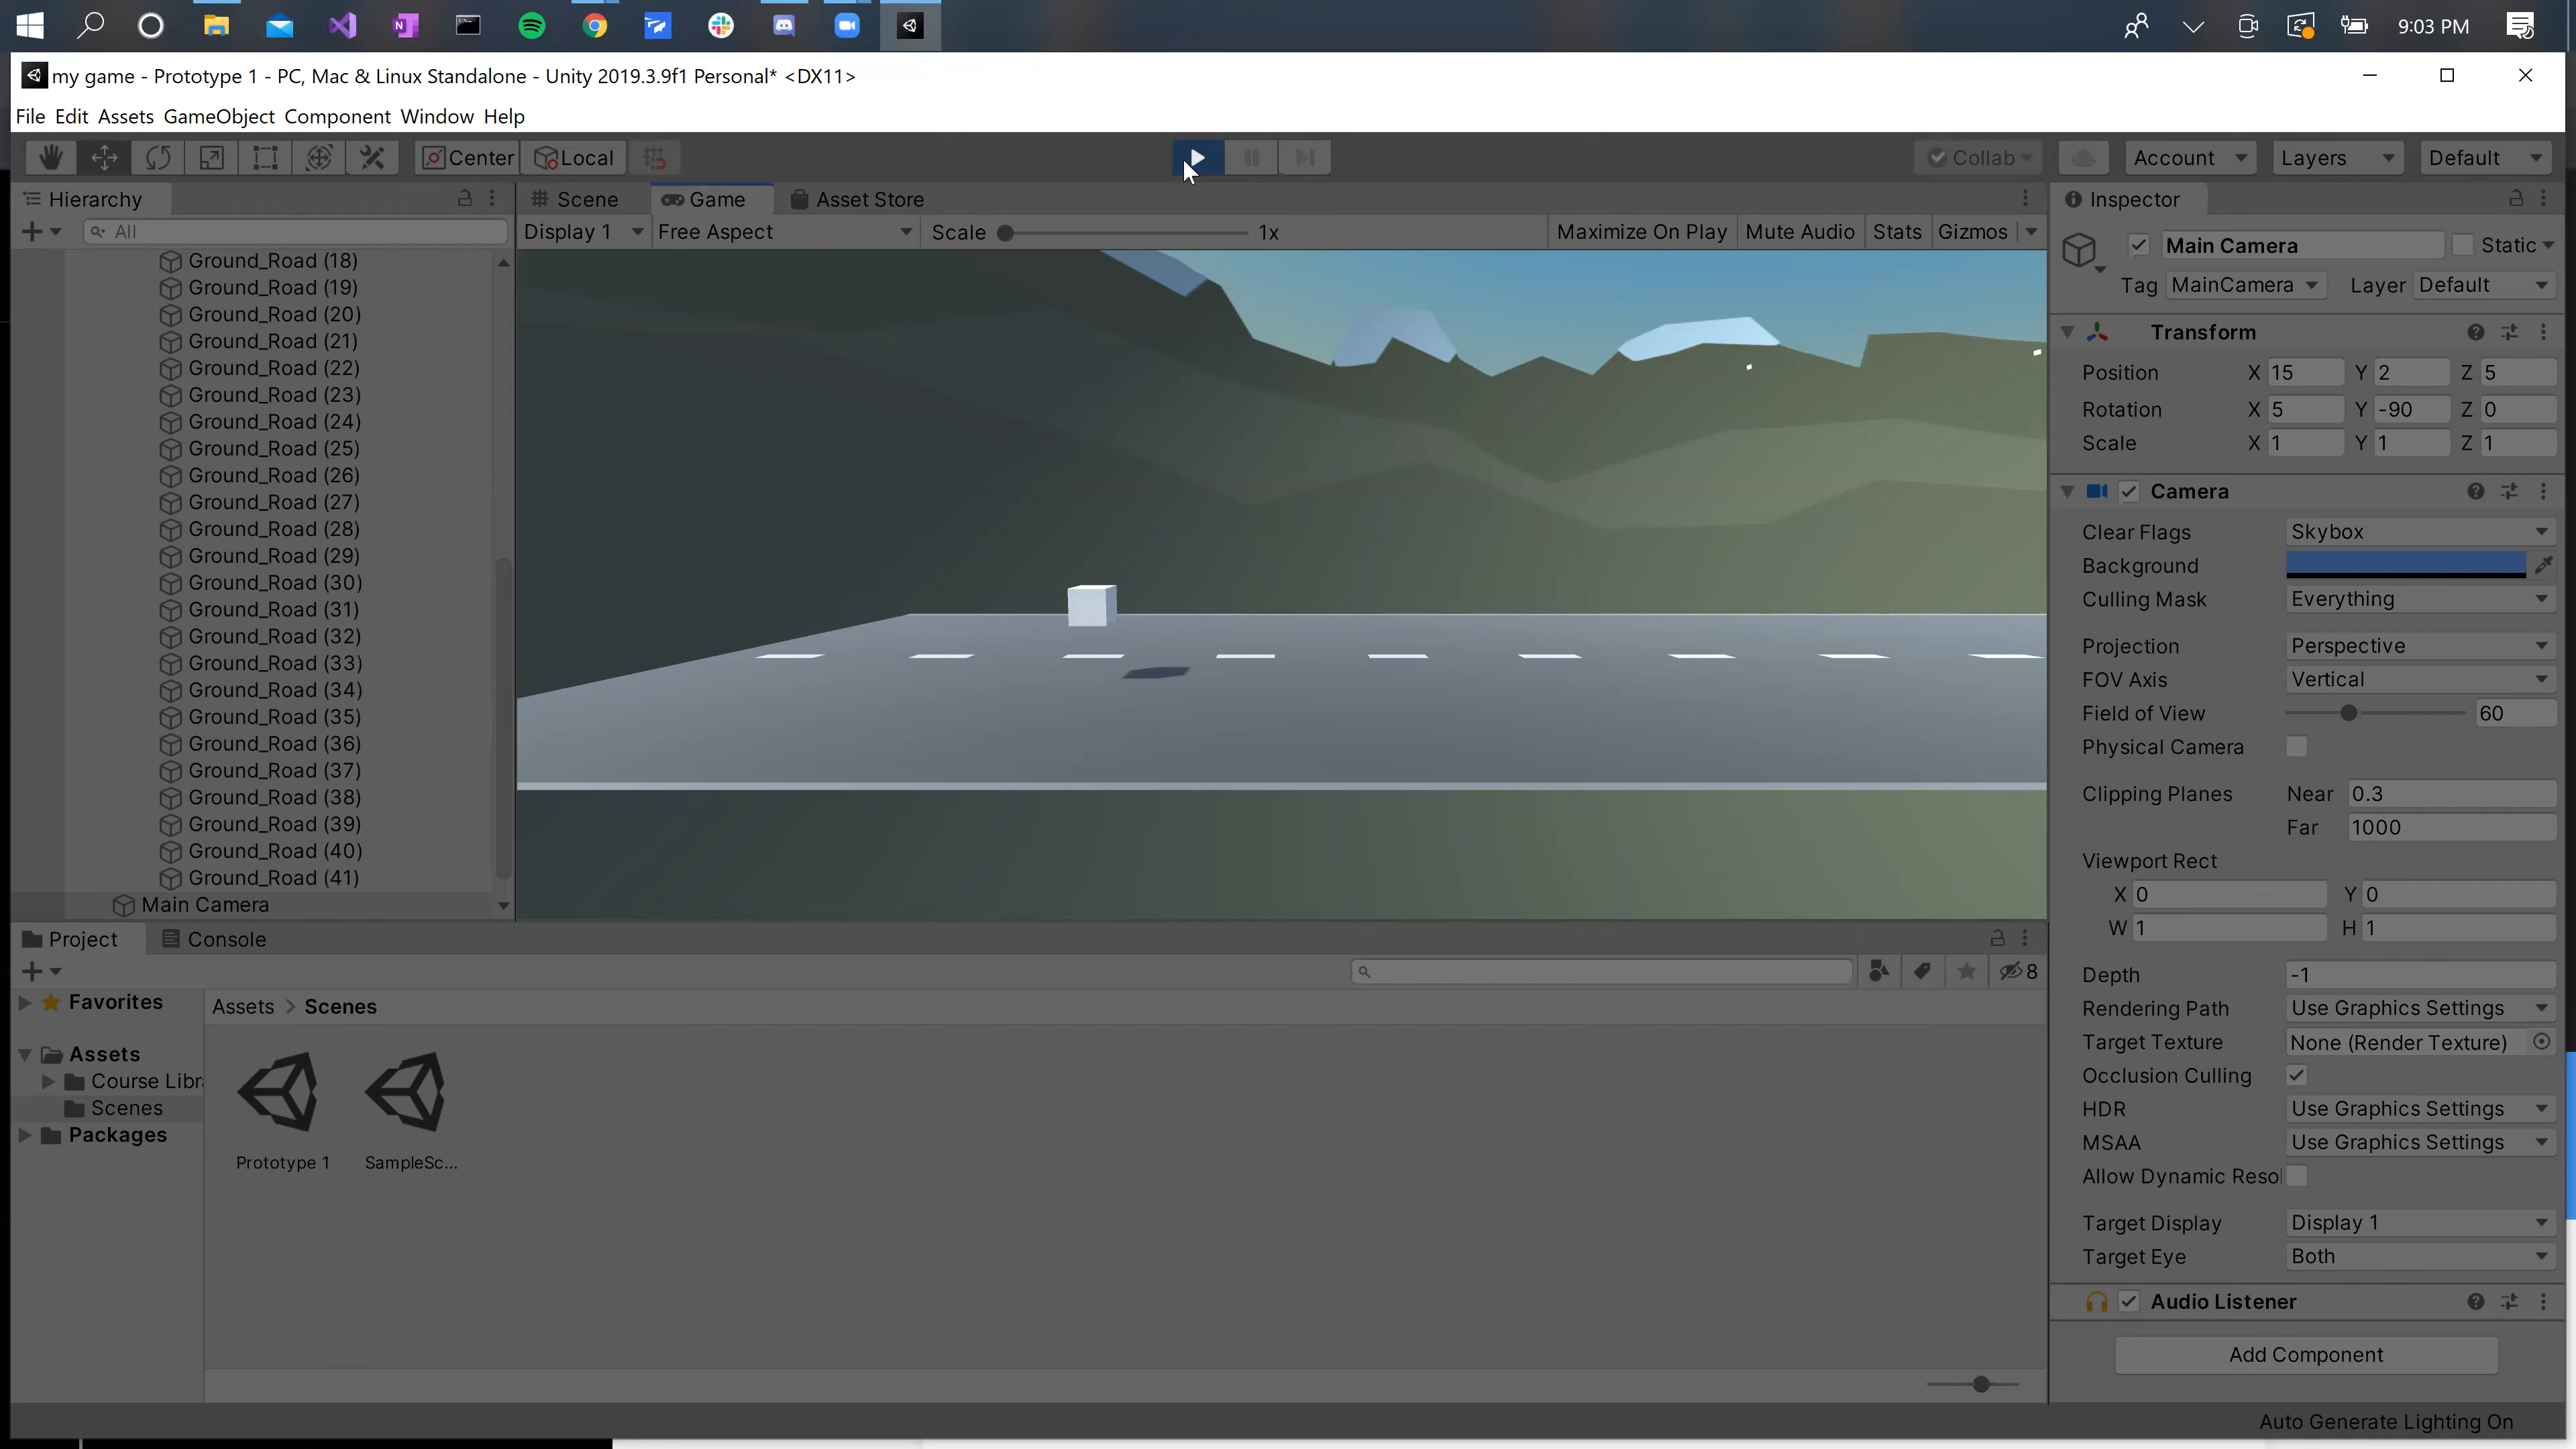 9:03 PM
my game - Prototype 1 - PC, Mac & Linux Standalone - Unity 2019.3.9f1 Personal* <DX11>
File Edit Assets GameObject Component Window Help
Center Local Collab Account Layers Default
Hierarchy
All
Ground_Road (18)
Ground_Road (19)
Ground_Road (20)
Ground_Road (21)
Ground_Road (22)
Ground_Road (23)
Ground_Road (24)
Ground_Road (25)
Ground_Road (26)
Ground_Road (27)
Ground_Road (28)
Ground_Road (29)
Ground_Road (30)
Ground_Road (31)
Ground_Road (32)
Ground_Road (33)
Ground_Road (34)
Ground_Road (35)
Ground_Road (36)
Ground_Road (37)
Ground_Road (38)
Ground_Road (39)
Ground_Road (40)
Ground_Road (41)
Main Camera
Scene Game Asset Store
Display 1 Free Aspect Scale 1x Maximize On Play Mute Audio Stats Gizmos
Inspector
Main Camera Static
Tag MainCamera Layer Default
Transform
Position X 15 Y 2 Z 5
Rotation X 5 Y -90 Z 0
Scale X 1 Y 1 Z 1
Camera
Clear Flags Skybox
Background
Culling Mask Everything
Projection Perspective
FOV Axis Vertical
Field of View 60
Physical Camera
Clipping Planes Near 0.3
Far 1000
Viewport Rect
X 0 Y 0
W 1 H 1
Depth -1
Rendering Path Use Graphics Settings
Target Texture None (Render Texture)
Occlusion Culling
HDR Use Graphics Settings
MSAA Use Graphics Settings
Allow Dynamic Resol
Target Display Display 1
Target Eye Both
Audio Listener
Add Component
Project Console
8
Favorites
Assets
Course Libr
Scenes
Packages
Assets > Scenes
Prototype 1 SampleSc...
Auto Generate Lighting On